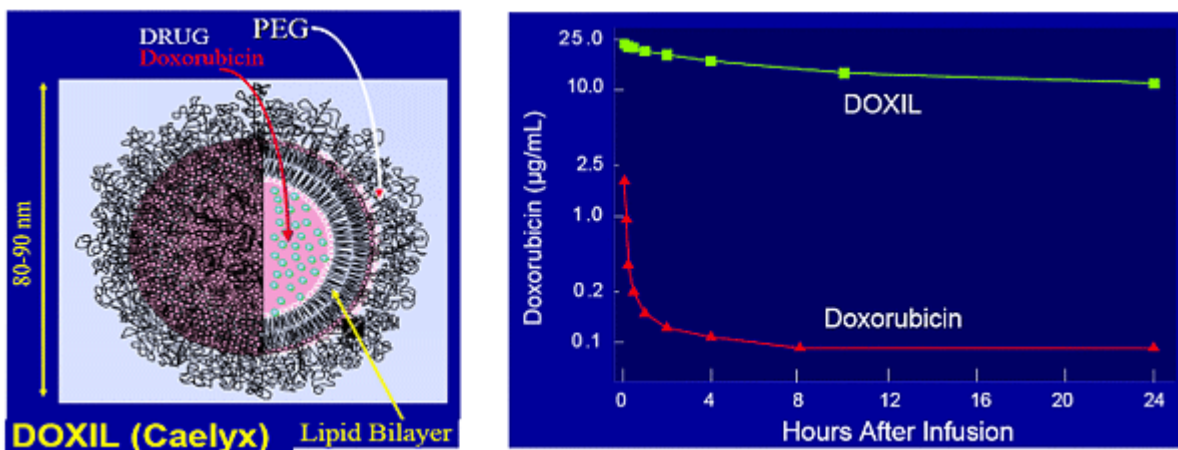 DRUG
Doxorubicin
PEG
80-90 nm
DOXIL (Caelyx)
Lipid Bilayer
Doxorubicin (µg/mL)
25.0
10.0
2.5
1.0
0.2
0.1
DOXIL
Doxorubicin
0 4 8 12 16 20 24
Hours After Infusion